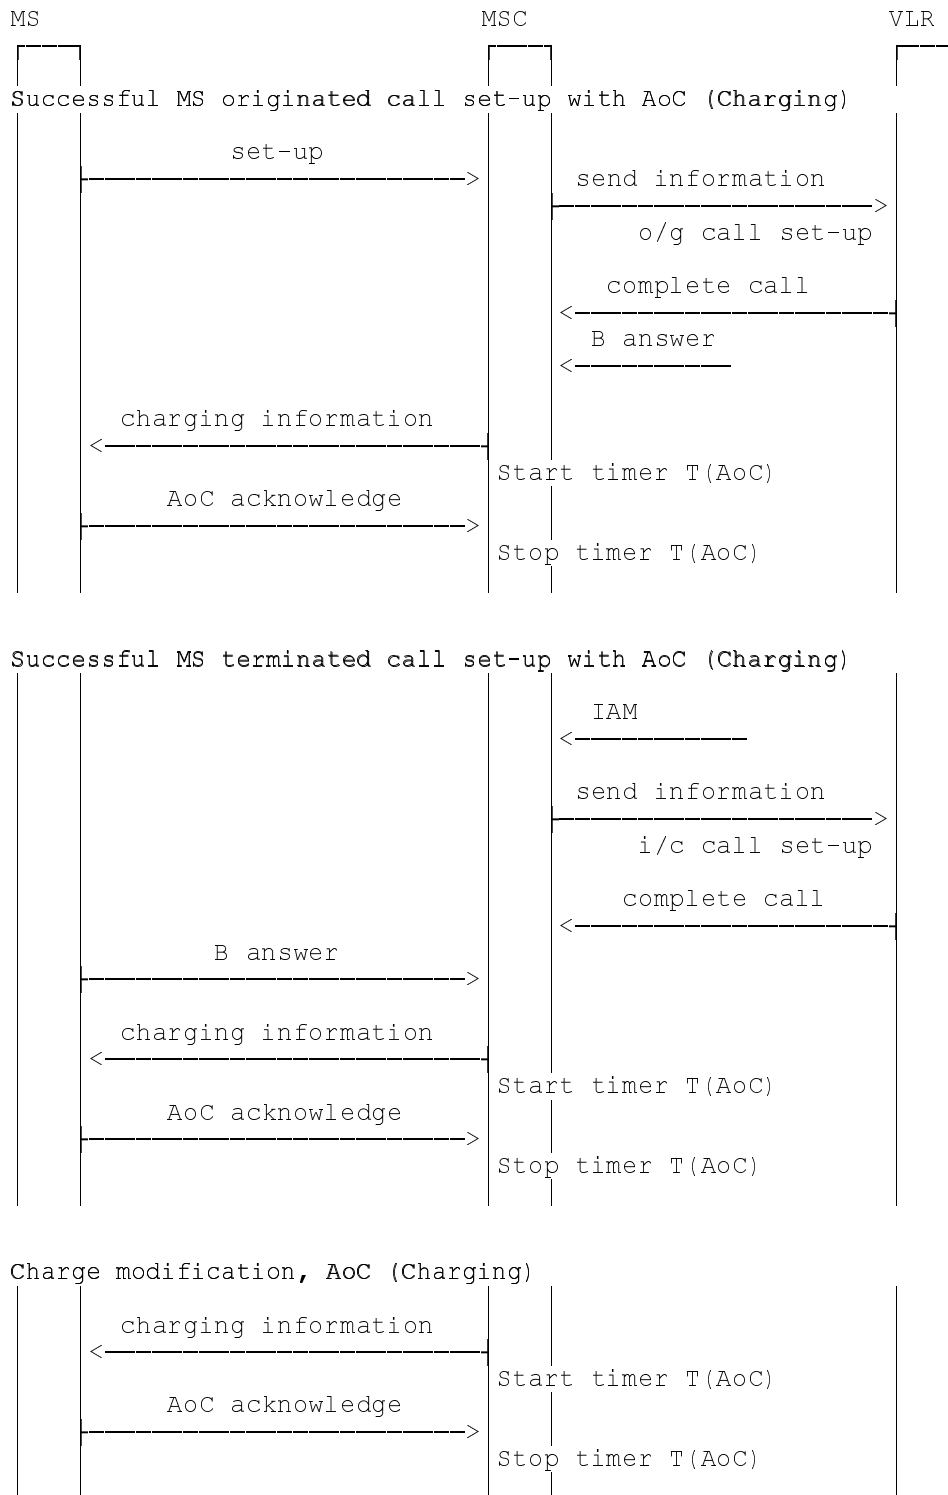 MS MSC VLR
Successful MS originated call set-up with AoC (Charging)
set-up
send information
o/g call set-up
complete call
B answer
charging information
Start timer T(AoC)
AoC acknowledge
Stop timer T(AoC)
Successful MS terminated call set-up with AoC (Charging)
IAM
send information
i/c call set-up
complete call
B answer
charging information
Start timer T(AoC)
AoC acknowledge
Stop timer T(AoC)
Charge modification, AoC (Charging)
charging information
Start timer T(AoC)
AoC acknowledge
Stop timer T(AoC)